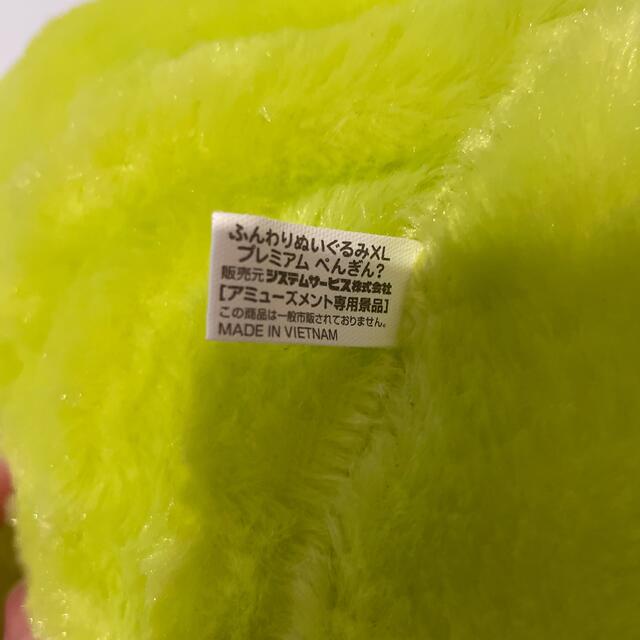 ふんわりぬいぐるみXL
プレミアム ぺんぎん?
販売元システムサービス株式会社
[アミューズメント専用景品]
この商品は一般市販されておりません。
MADE IN VIETNAM